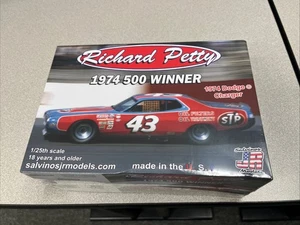 Richard Petty
1974 500 WINNER
1974 Dodge ®
Charger
43
STP
1/25th scale
18 years and older
salvinosjrmodels.com
made in the U.S.